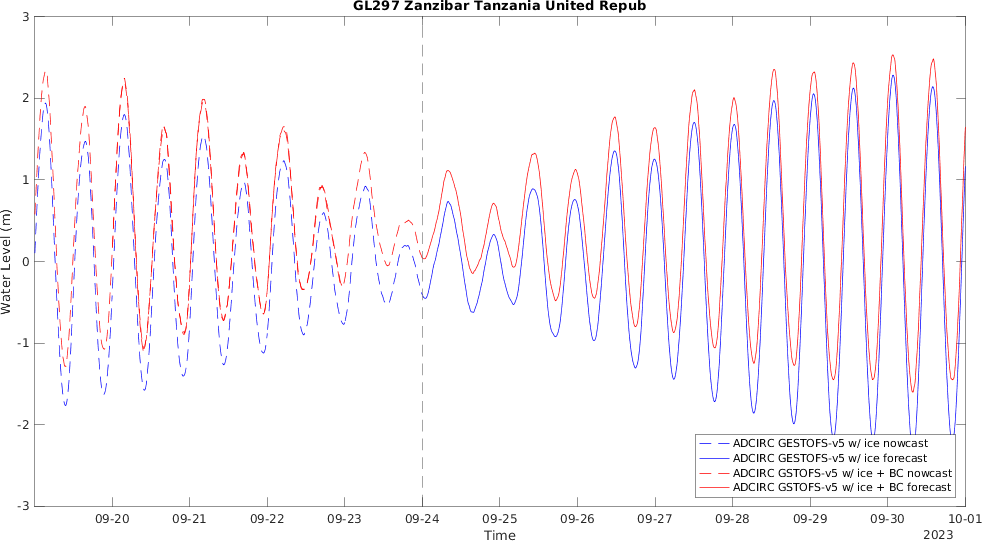 GL297 Zanzibar Tanzania United Repub
3
2
1
0
-1
-2
-3
Water Level (m)
ADCIRC GESTOFS-v5 w/ ice nowcast
ADCIRC GESTOFS-v5 w/ ice forecast
ADCIRC GSTOFS-v5 w/ ice + BC nowcast
ADCIRC GSTOFS-v5 w/ ice + BC forecast
09-20 09-21 09-22 09-23 09-24 09-25 09-26 09-27 09-28 09-29 09-30 10-01
Time
2023